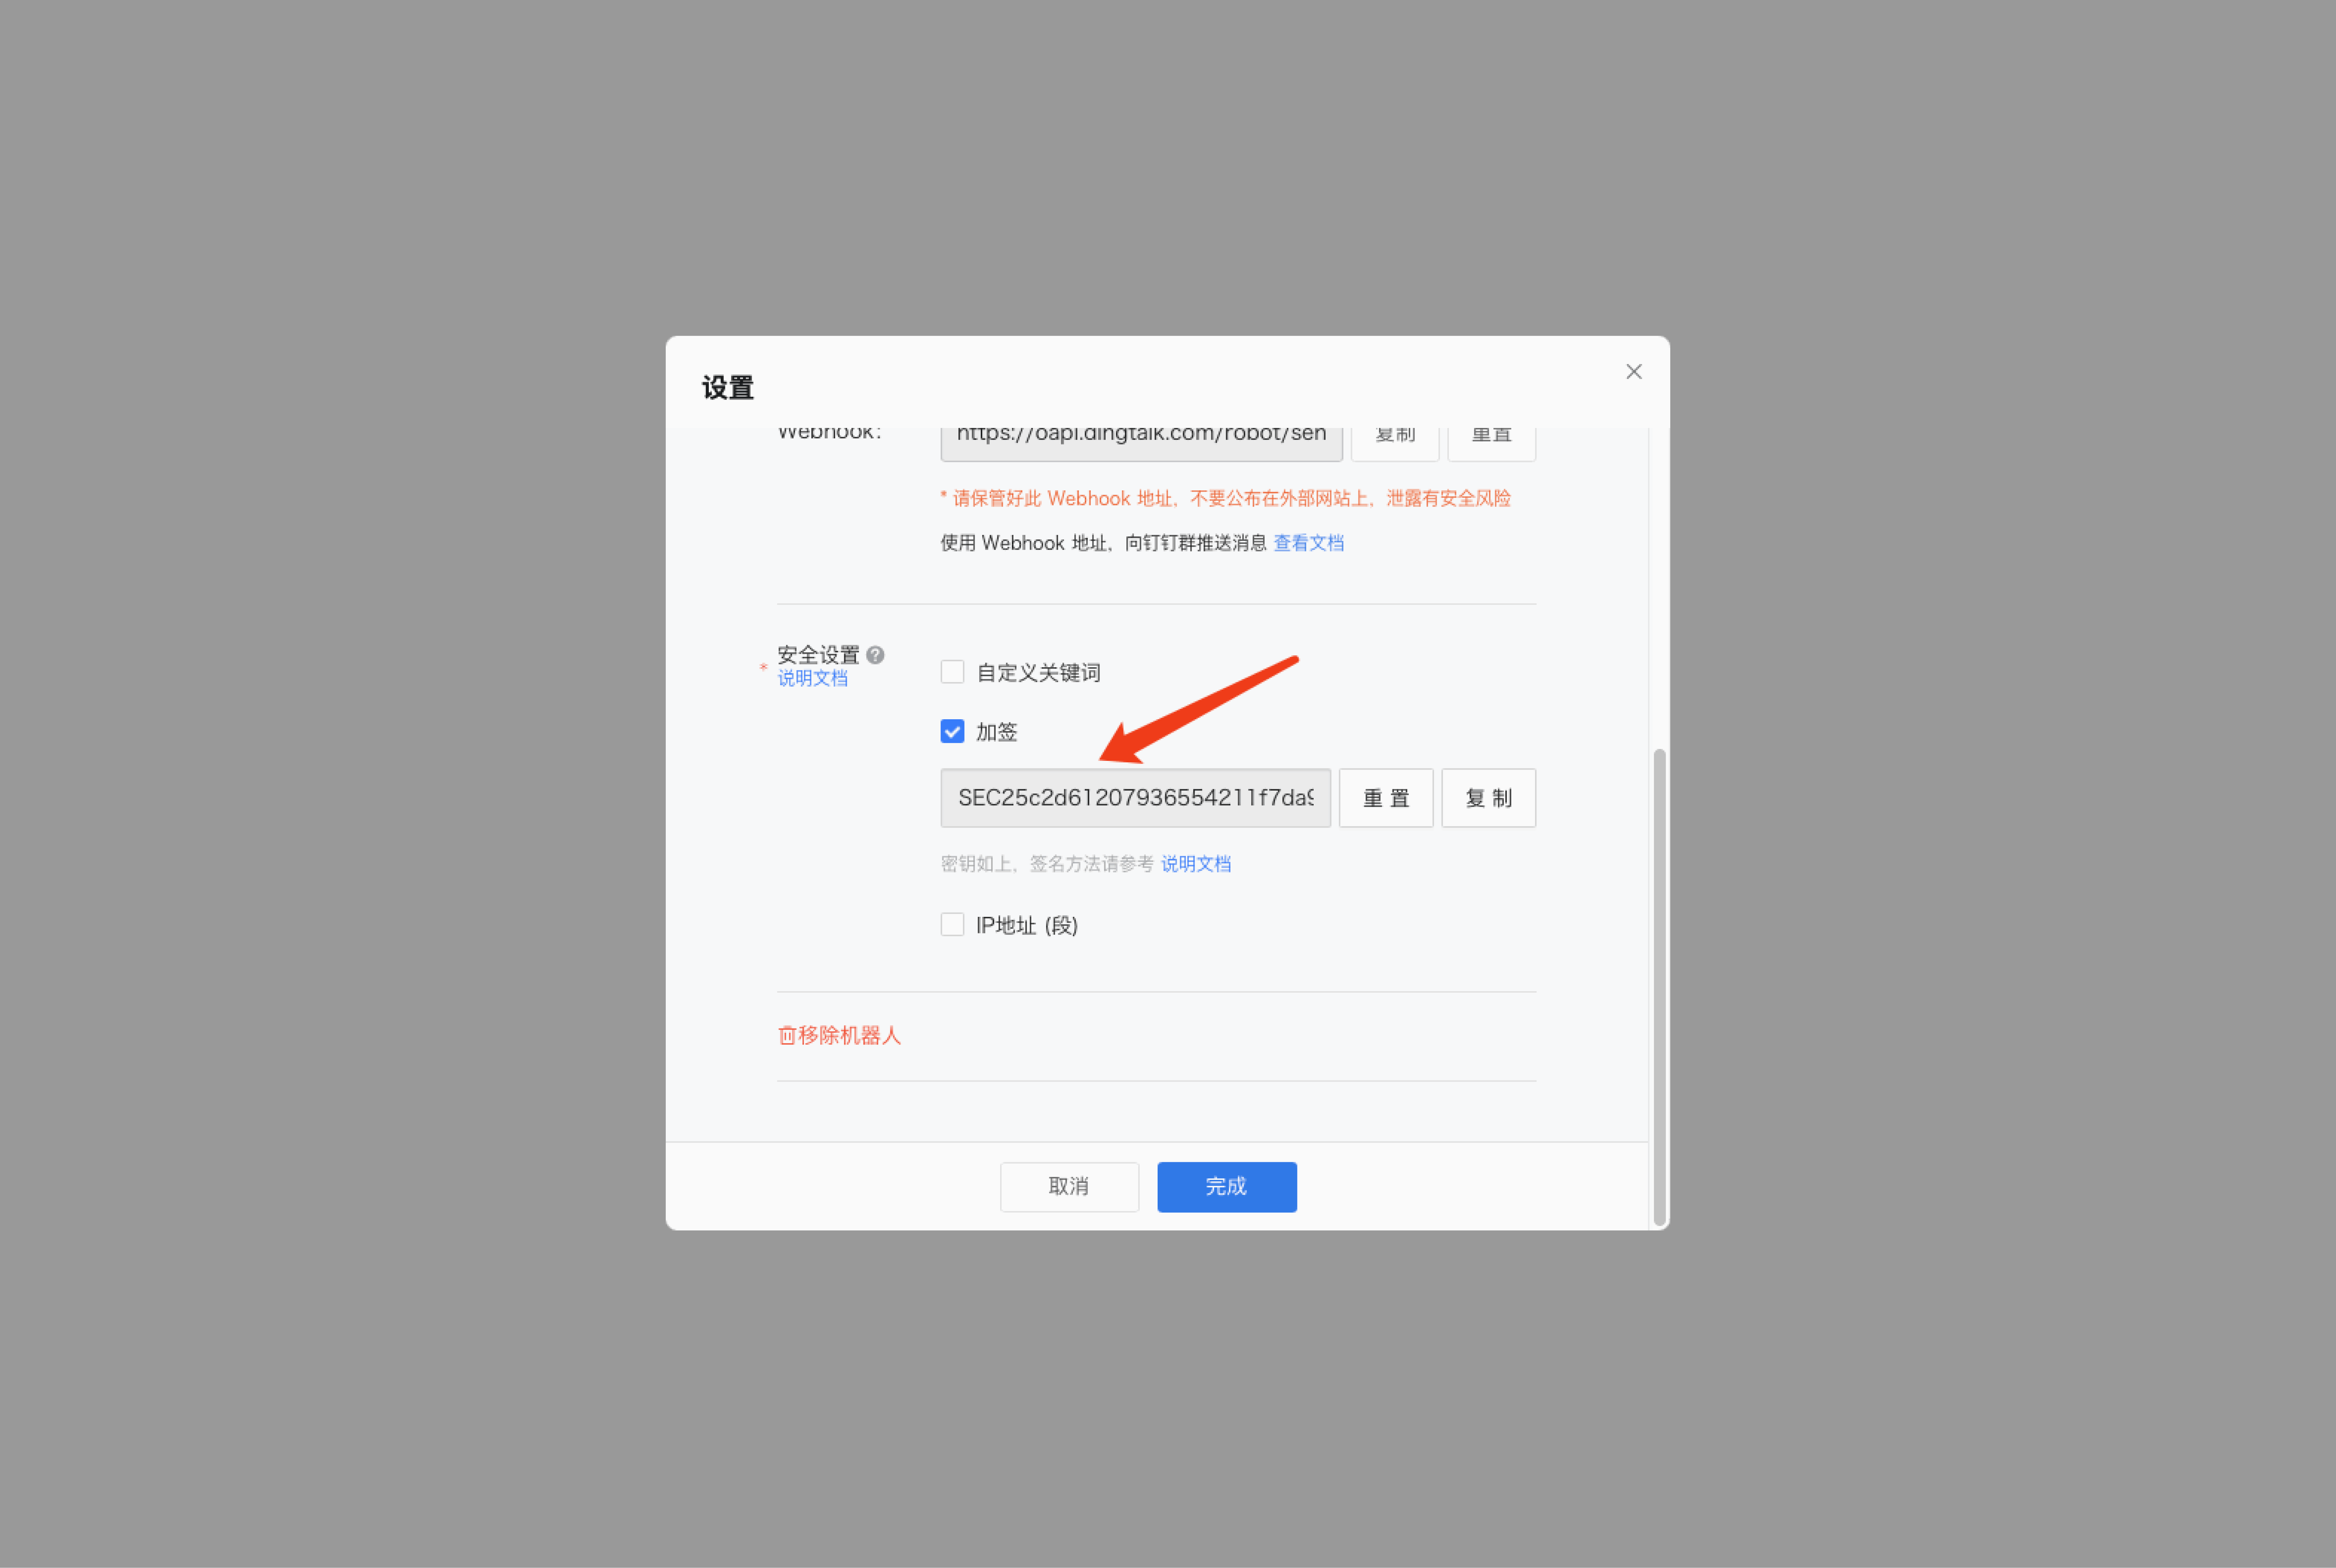 设置
Webhook:
https://oapi.dingtalk.com/robot/sen
复制
重置
* 请保管好此 Webhook 地址，不要公布在外部网站上，泄露有安全风险
使用 Webhook 地址，向钉钉群推送消息 查看文档
* 安全设置 ?
说明文档
自定义关键词
加签
SEC25c2d61207936554211f7da9
重 置
复 制
密钥如上，签名方法请参考 说明文档
IP地址 (段)
移除机器人
取消
完成